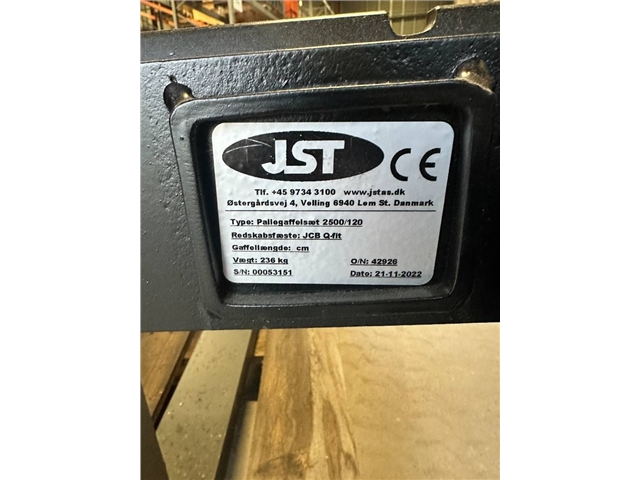 JST CE
Tlf. +45 9734 3100 www.jstas.dk
Østergårdsvej 4, Velling 6940 Lem St. Danmark
Type: Pallegaffelsæt 2500/120
Redskabsfæste: JCB Q-fit
Gaffellængde: cm
Vægt: 236 kg O/N: 42926
S/N: 00053151 Dato: 21-11-2022